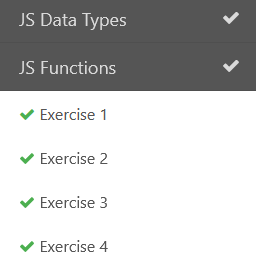 JS Data Types
JS Functions
Exercise 1
Exercise 2
Exercise 3
Exercise 4